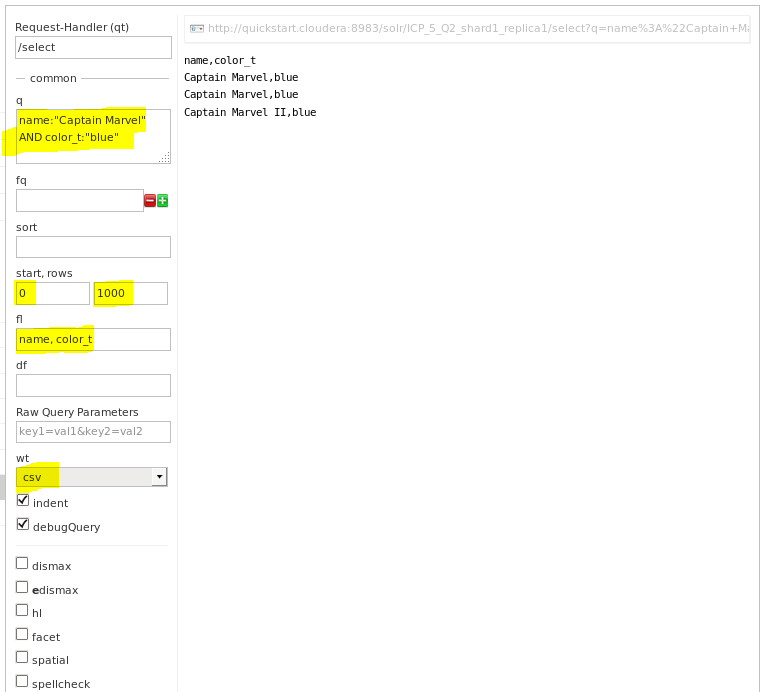 Request-Handler (qt)
/select
common
q
name:"Captain Marvel"
AND color_t:"blue"
fq
sort
start, rows
0 1000
fl
name, color_t
df
Raw Query Parameters
key1=val1&key2=val2
wt
csv
indent
debugQuery
dismax
edismax
hl
facet
spatial
spellcheck
http://quickstart.cloudera:8983/solr/ICP_5_Q2_shard1_replica1/select?q=name%3A%22Captain+Ma
name,color_t
Captain Marvel,blue
Captain Marvel,blue
Captain Marvel II,blue